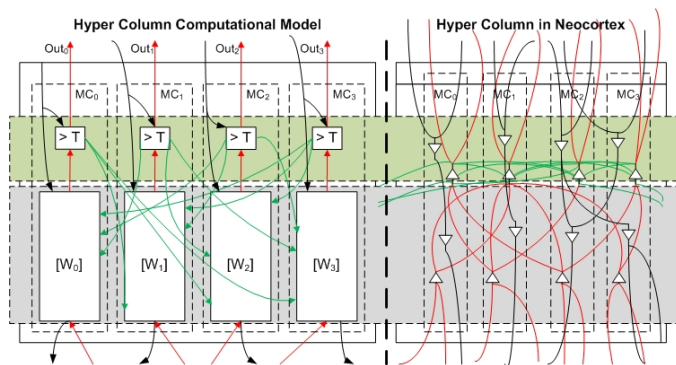 Hyper Column Computational Model
Hyper Column in Neocortex
Out0 Out1 Out2 Out3
MC0 MC1 MC2 MC3
MC0 MC1 MC2 MC3
> T > T > T > T
[W0] [W1] [W2] [W3]